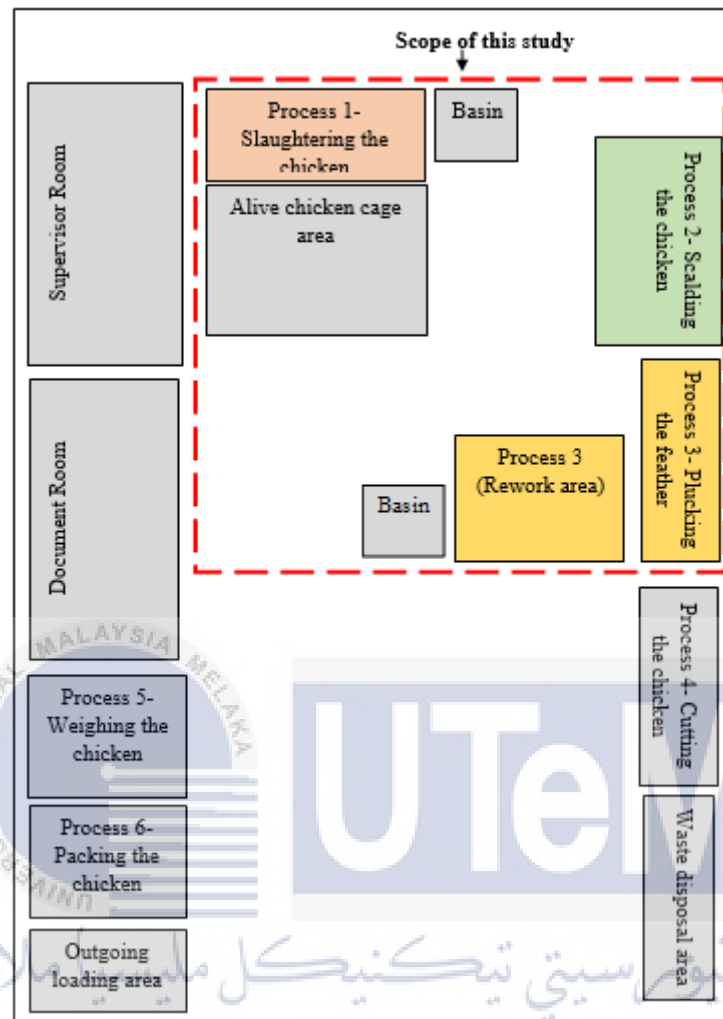 Scope of this study
Supervisor Room
Process 1-
Slaughtering the
chicken
Basin
Alive chicken cage
area
Process 2- Scalding
the chicken
Process 3- Plucking
the feather
Process 3
(Rework area)
Basin
Document Room
Process 4- Cutting
the chicken
Process 5-
Weighing the
chicken
Process 6-
Packing the
chicken
Waste disposal area
Outgoing
loading area
MALAYSIA MELAKA
UTeM
سيتي تيكنيكل مليسيا